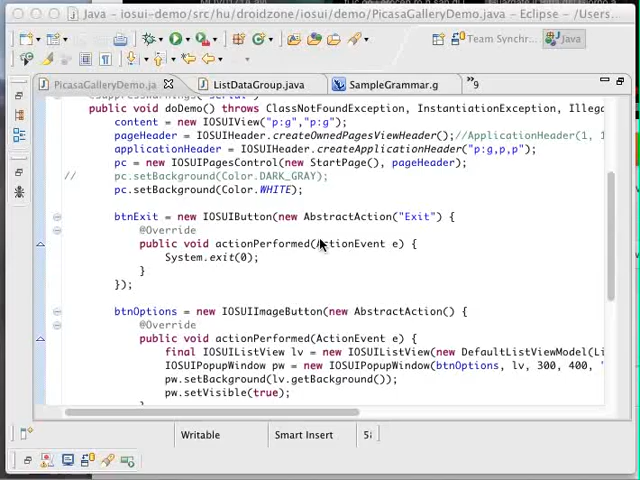 Java - iosui-demo/src/hu/droidzone/iosui/demo/PicasaGalleryDemo.java - Eclipse - /Users.
Team Synchr...
Java
PicasaGalleryDemo.ja
ListDataGroup.java
SampleGrammar.g
»9
public void doDemo() throws ClassNotFoundException, InstantiationException, Illega
content = new IOSUIView("p:g","p:g");
pageHeader = IOSUIHeader.createOwnedPagesViewHeader();//ApplicationHeader(1, 1
applicationHeader = IOSUIHeader.createApplicationHeader("p:g,p,p");
pc = new IOSUIPagesControl(new StartPage(), pageHeader);
// pc.setBackground(Color.DARK_GRAY);
pc.setBackground(Color.WHITE);
btnExit = new IOSUIButton(new AbstractAction("Exit") {
@Override
public void actionPerformed(ActionEvent e) {
System.exit(0);
}
});
btnOptions = new IOSUIImageButton(new AbstractAction() {
@Override
public void actionPerformed(ActionEvent e) {
final IOSUIListView lv = new IOSUIListView(new DefaultListViewModel(Li
IOSUIPopupWindow pw = new IOSUIPopupWindow(btnOptions, lv, 300, 400, "
pw.setBackground(lv.getBackground());
pw.setVisible(true);
Writable
Smart Insert